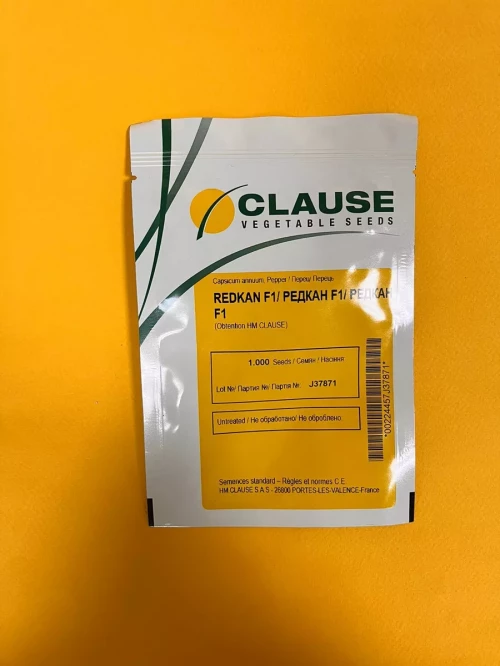 CLAUSE
VEGETABLE SEEDS
Capsicum annuum, Pepper / Перец/ Перець
REDKAN F1/ РЕДКАН F1/ РЕДКАН
F1
(Obtention HM CLAUSE)
1.000 Seeds / Семян / Насіння
Lot №/ Партия №/ Партія №: J37871
Untreated / Не обработано/ Не оброблено.
*00224457J37871*
Semences standard – Règles et normes C.E.
HM CLAUSE S.A.S - 26800 PORTES-LES-VALENCE-France